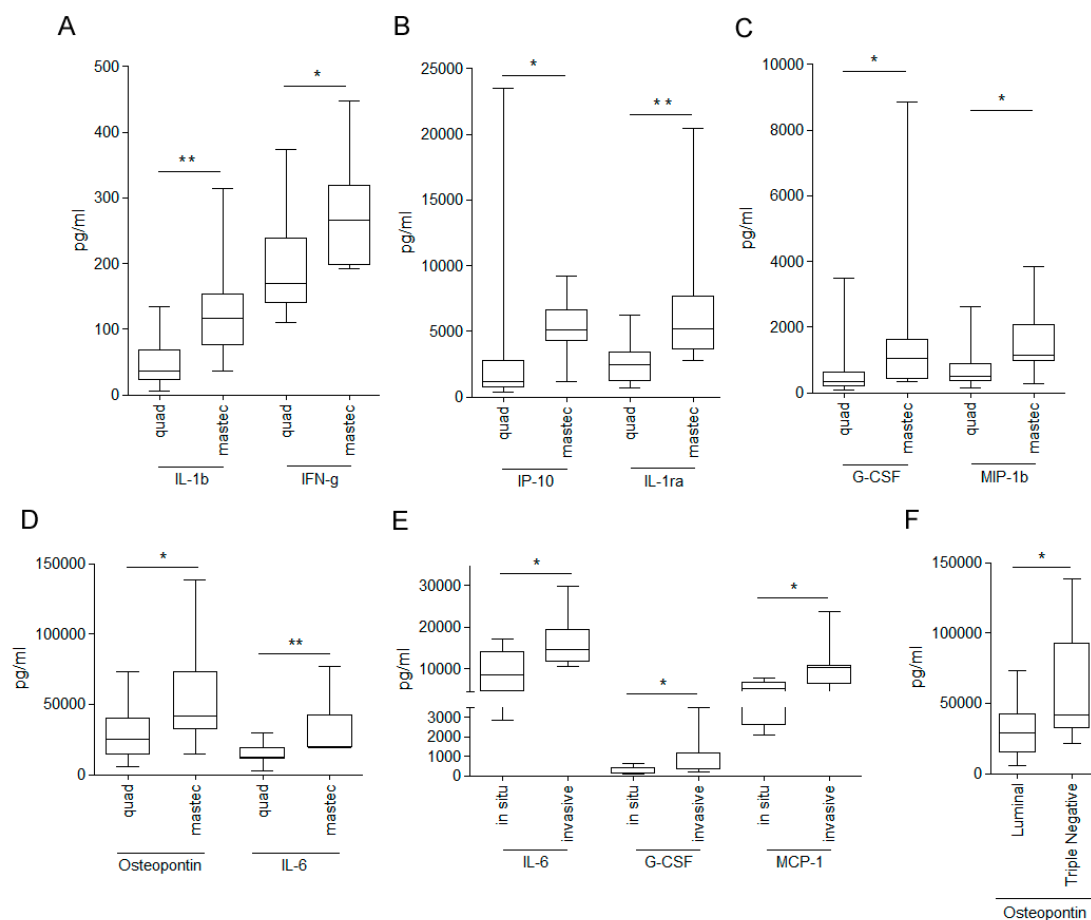 A
500
400
300
200
100
0
pg/ml
**
*
quad
mastec
quad
mastec
IL-1b
IFN-g
B
25000
20000
15000
10000
5000
0
pg/ml
*
**
quad
mastec
quad
mastec
IP-10
IL-1ra
C
10000
8000
6000
4000
2000
0
pg/ml
*
*
quad
mastec
quad
mastec
G-CSF
MIP-1b
D
150000
100000
50000
0
pg/ml
*
**
quad
mastec
quad
mastec
Osteopontin
IL-6
E
30000
20000
10000
3000
2000
1000
0
pg/ml
*
*
*
in situ
invasive
in situ
invasive
in situ
invasive
IL-6
G-CSF
MCP-1
F
150000
100000
50000
0
pg/ml
*
Luminal
Triple Negative
Osteopontin